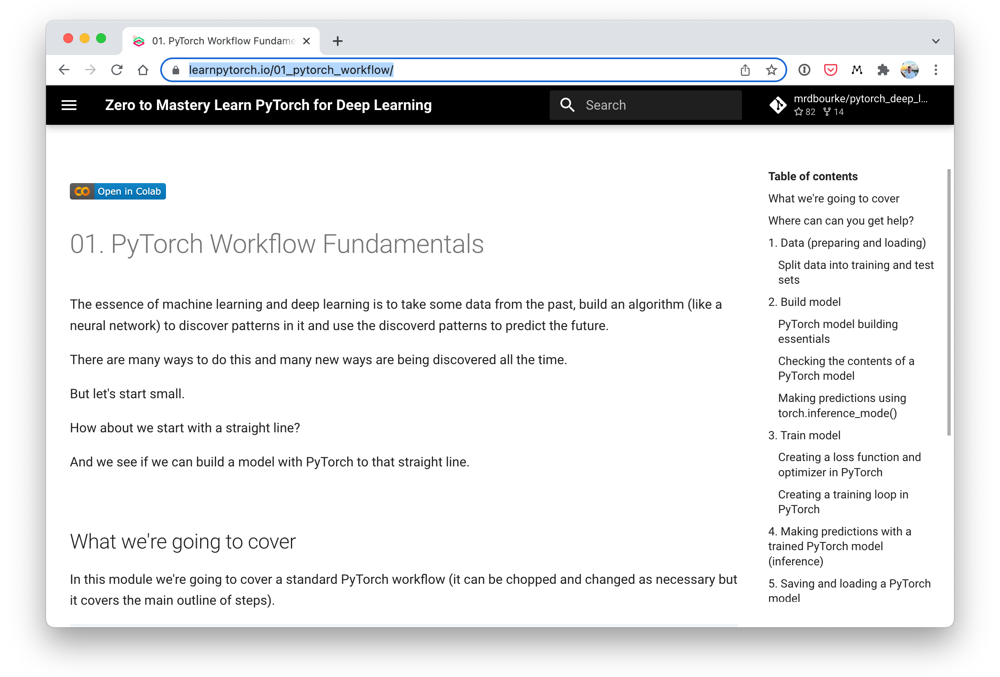 01. PyTorch Workflow Fundame
learnpytorch.io/01_pytorch_workflow/
Zero to Mastery Learn PyTorch for Deep Learning
Search
mrdbourke/pytorch_deep_l...
82 14
Open in Colab
01. PyTorch Workflow Fundamentals
The essence of machine learning and deep learning is to take some data from the past, build an algorithm (like a
neural network) to discover patterns in it and use the discoverd patterns to predict the future.
There are many ways to do this and many new ways are being discovered all the time.
But let's start small.
How about we start with a straight line?
And we see if we can build a model with PyTorch to that straight line.
What we're going to cover
In this module we're going to cover a standard PyTorch workflow (it can be chopped and changed as necessary but
it covers the main outline of steps).
Table of contents
What we're going to cover
Where can can you get help?
1. Data (preparing and loading)
Split data into training and test
sets
2. Build model
PyTorch model building
essentials
Checking the contents of a
PyTorch model
Making predictions using
torch.inference_mode()
3. Train model
Creating a loss function and
optimizer in PyTorch
Creating a training loop in
PyTorch
4. Making predictions with a
trained PyTorch model
(inference)
5. Saving and loading a PyTorch
model